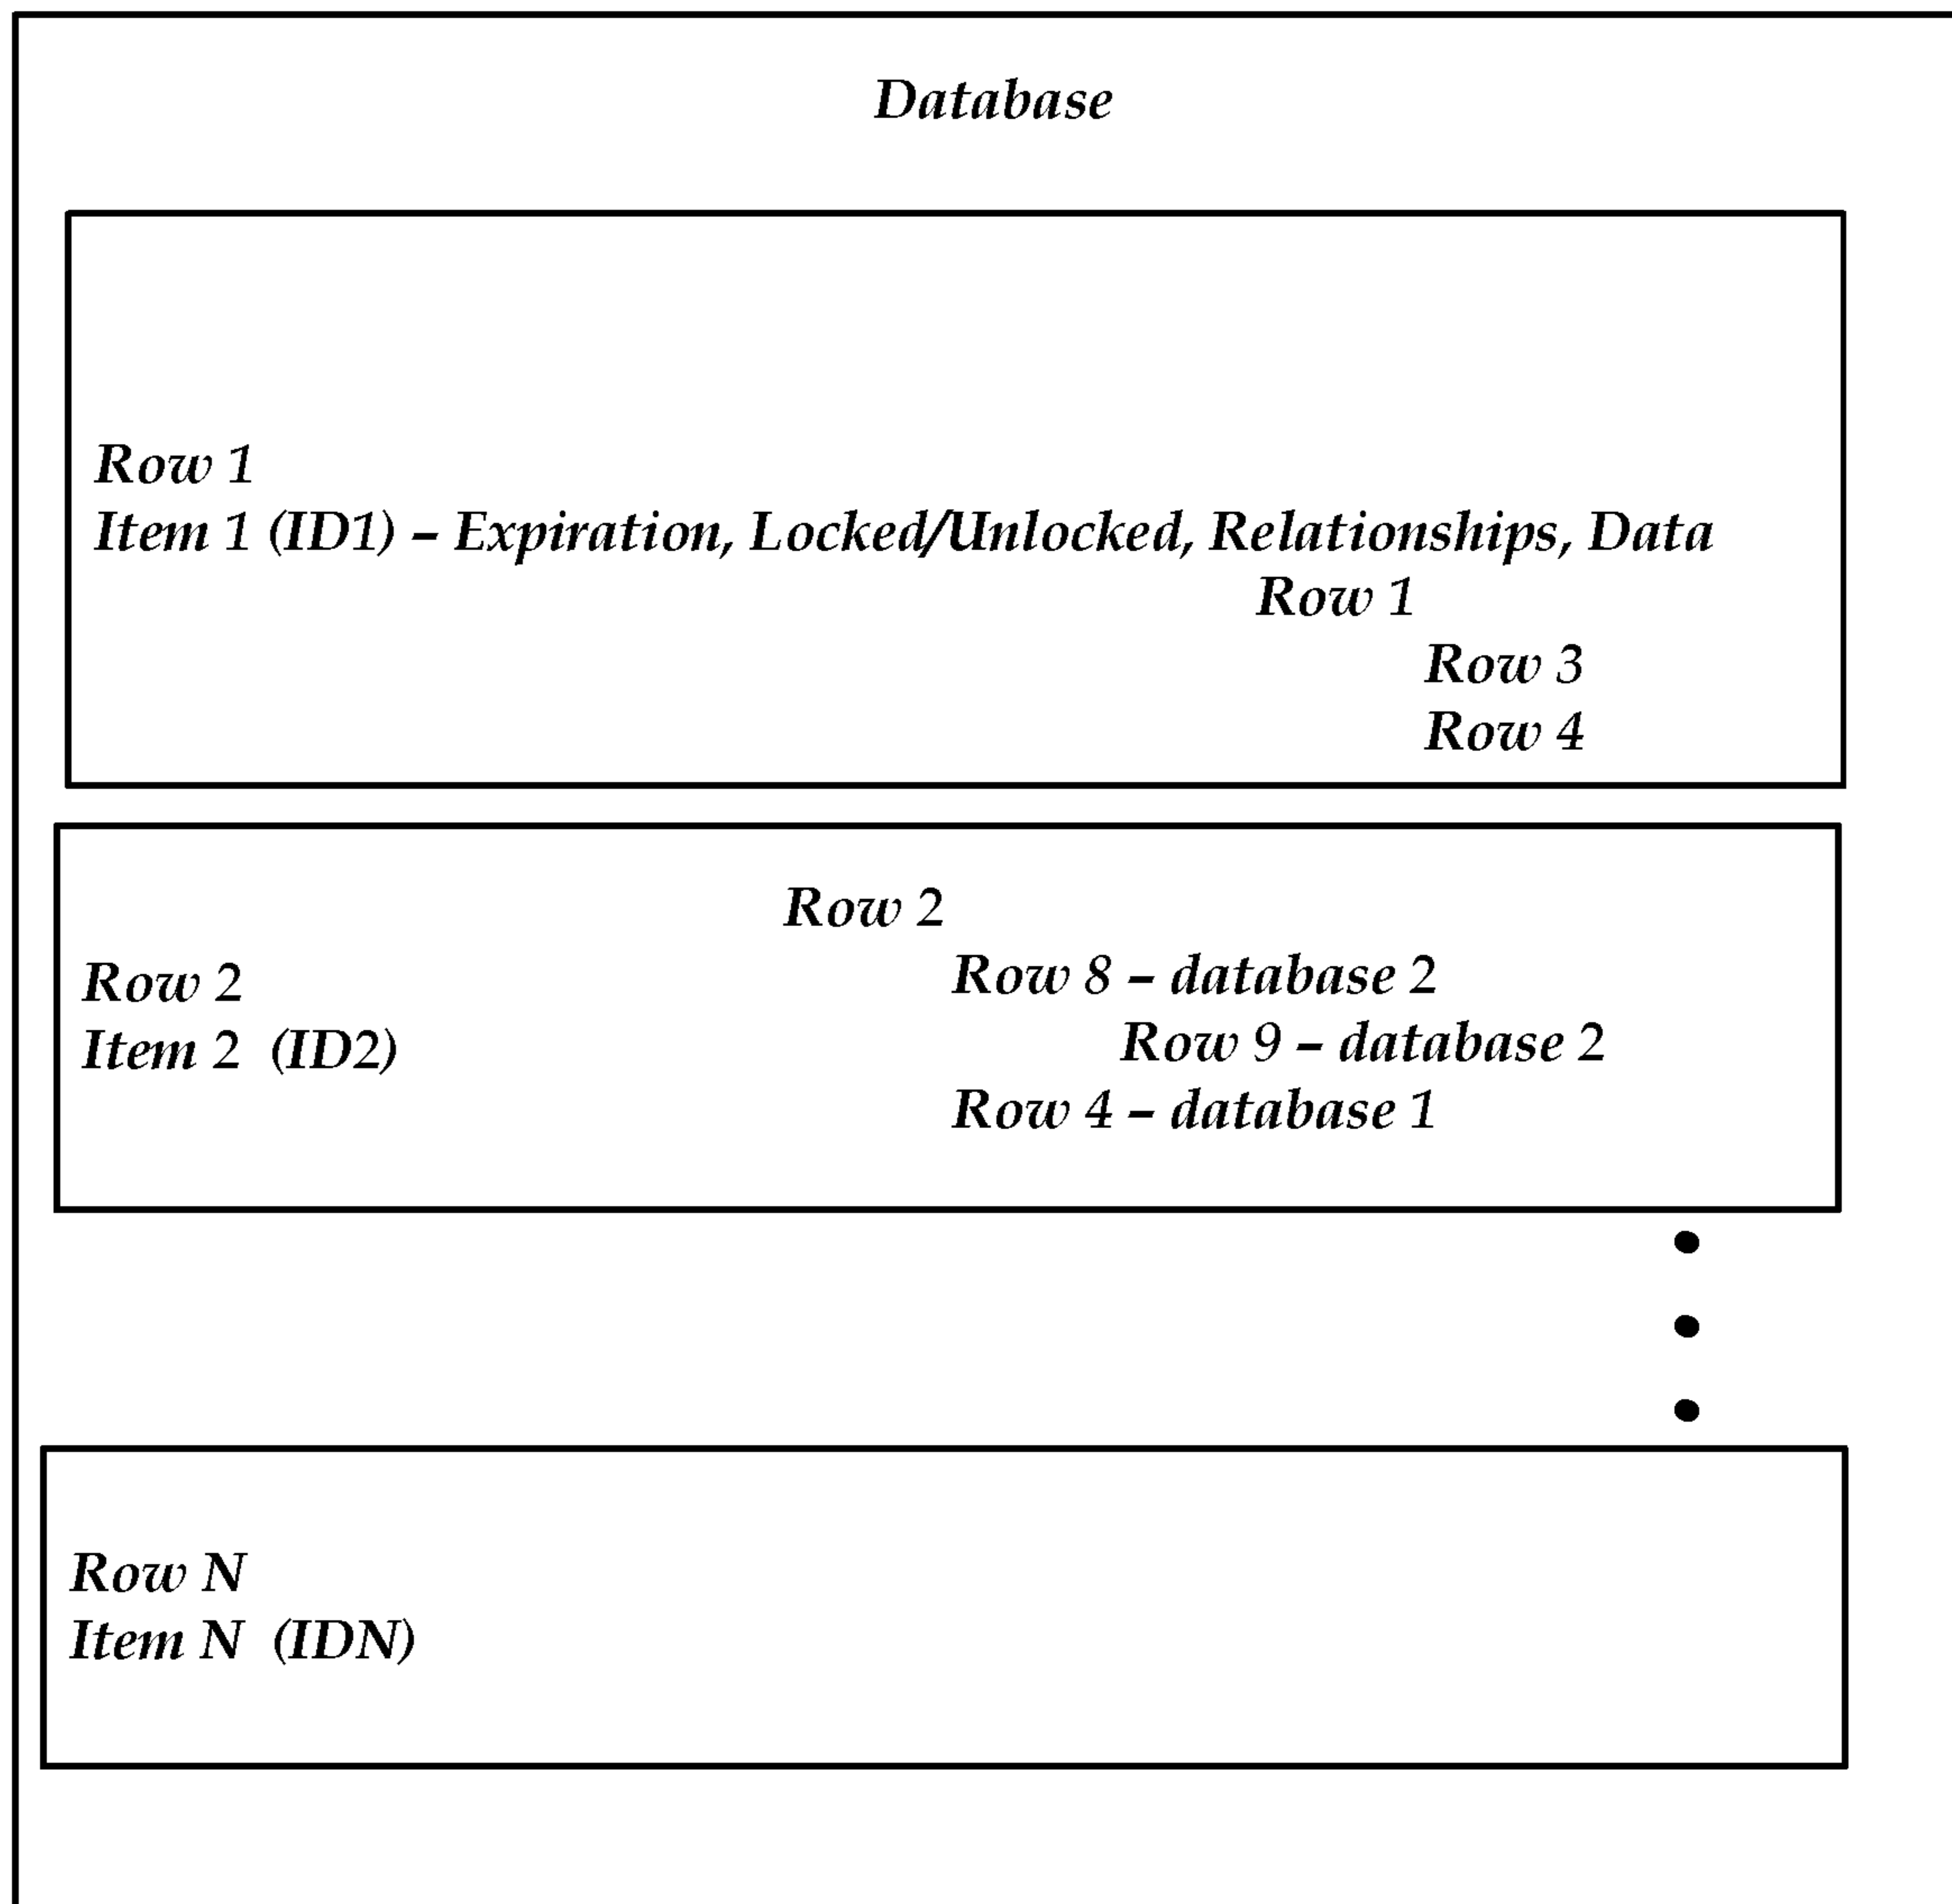 Database
Row 1
Item 1 (ID1) – Expiration, Locked/Unlocked, Relationships, Data
Row 1
Row 3
Row 4
Row 2
Row 8 – database 2
Row 2
Row 9 – database 2
Item 2 (ID2)
Row 4 – database 1
Row N
Item N (IDN)